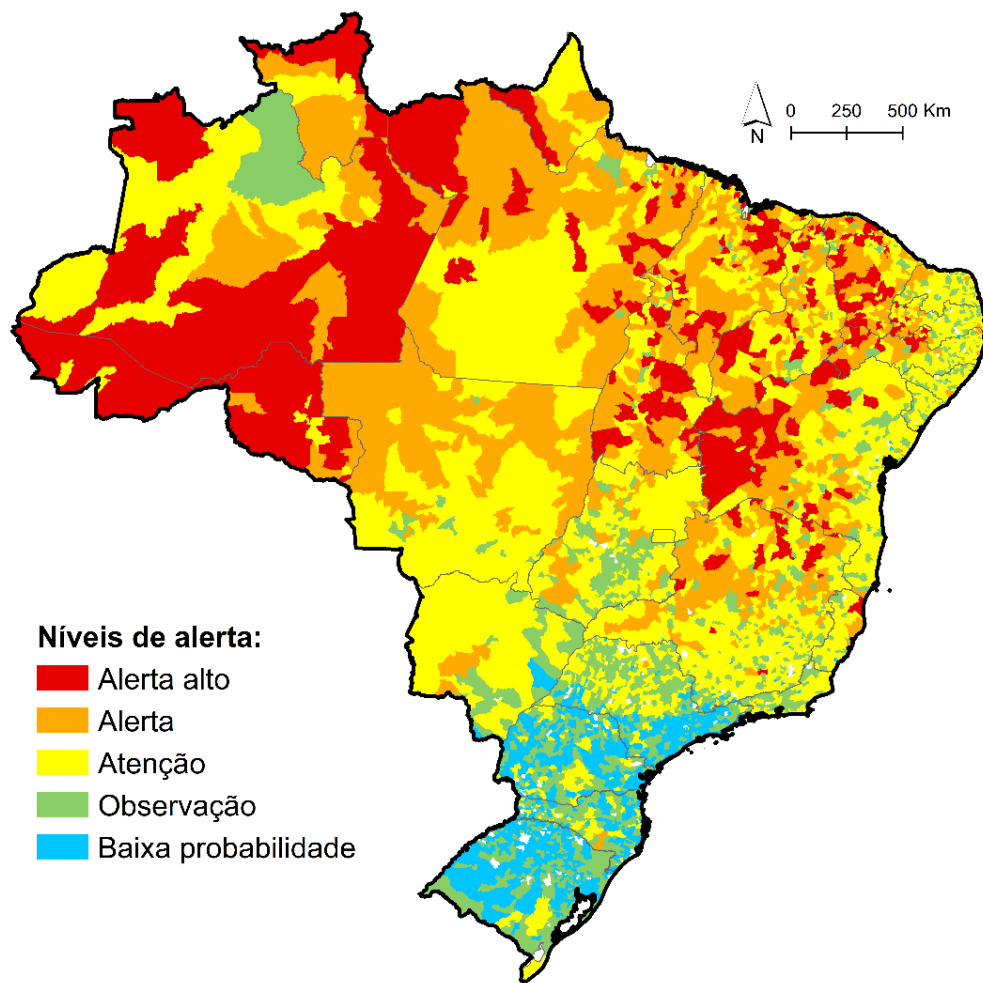 N
0 250 500 Km
Níveis de alerta:
Alerta alto
Alerta
Atenção
Observação
Baixa probabilidade